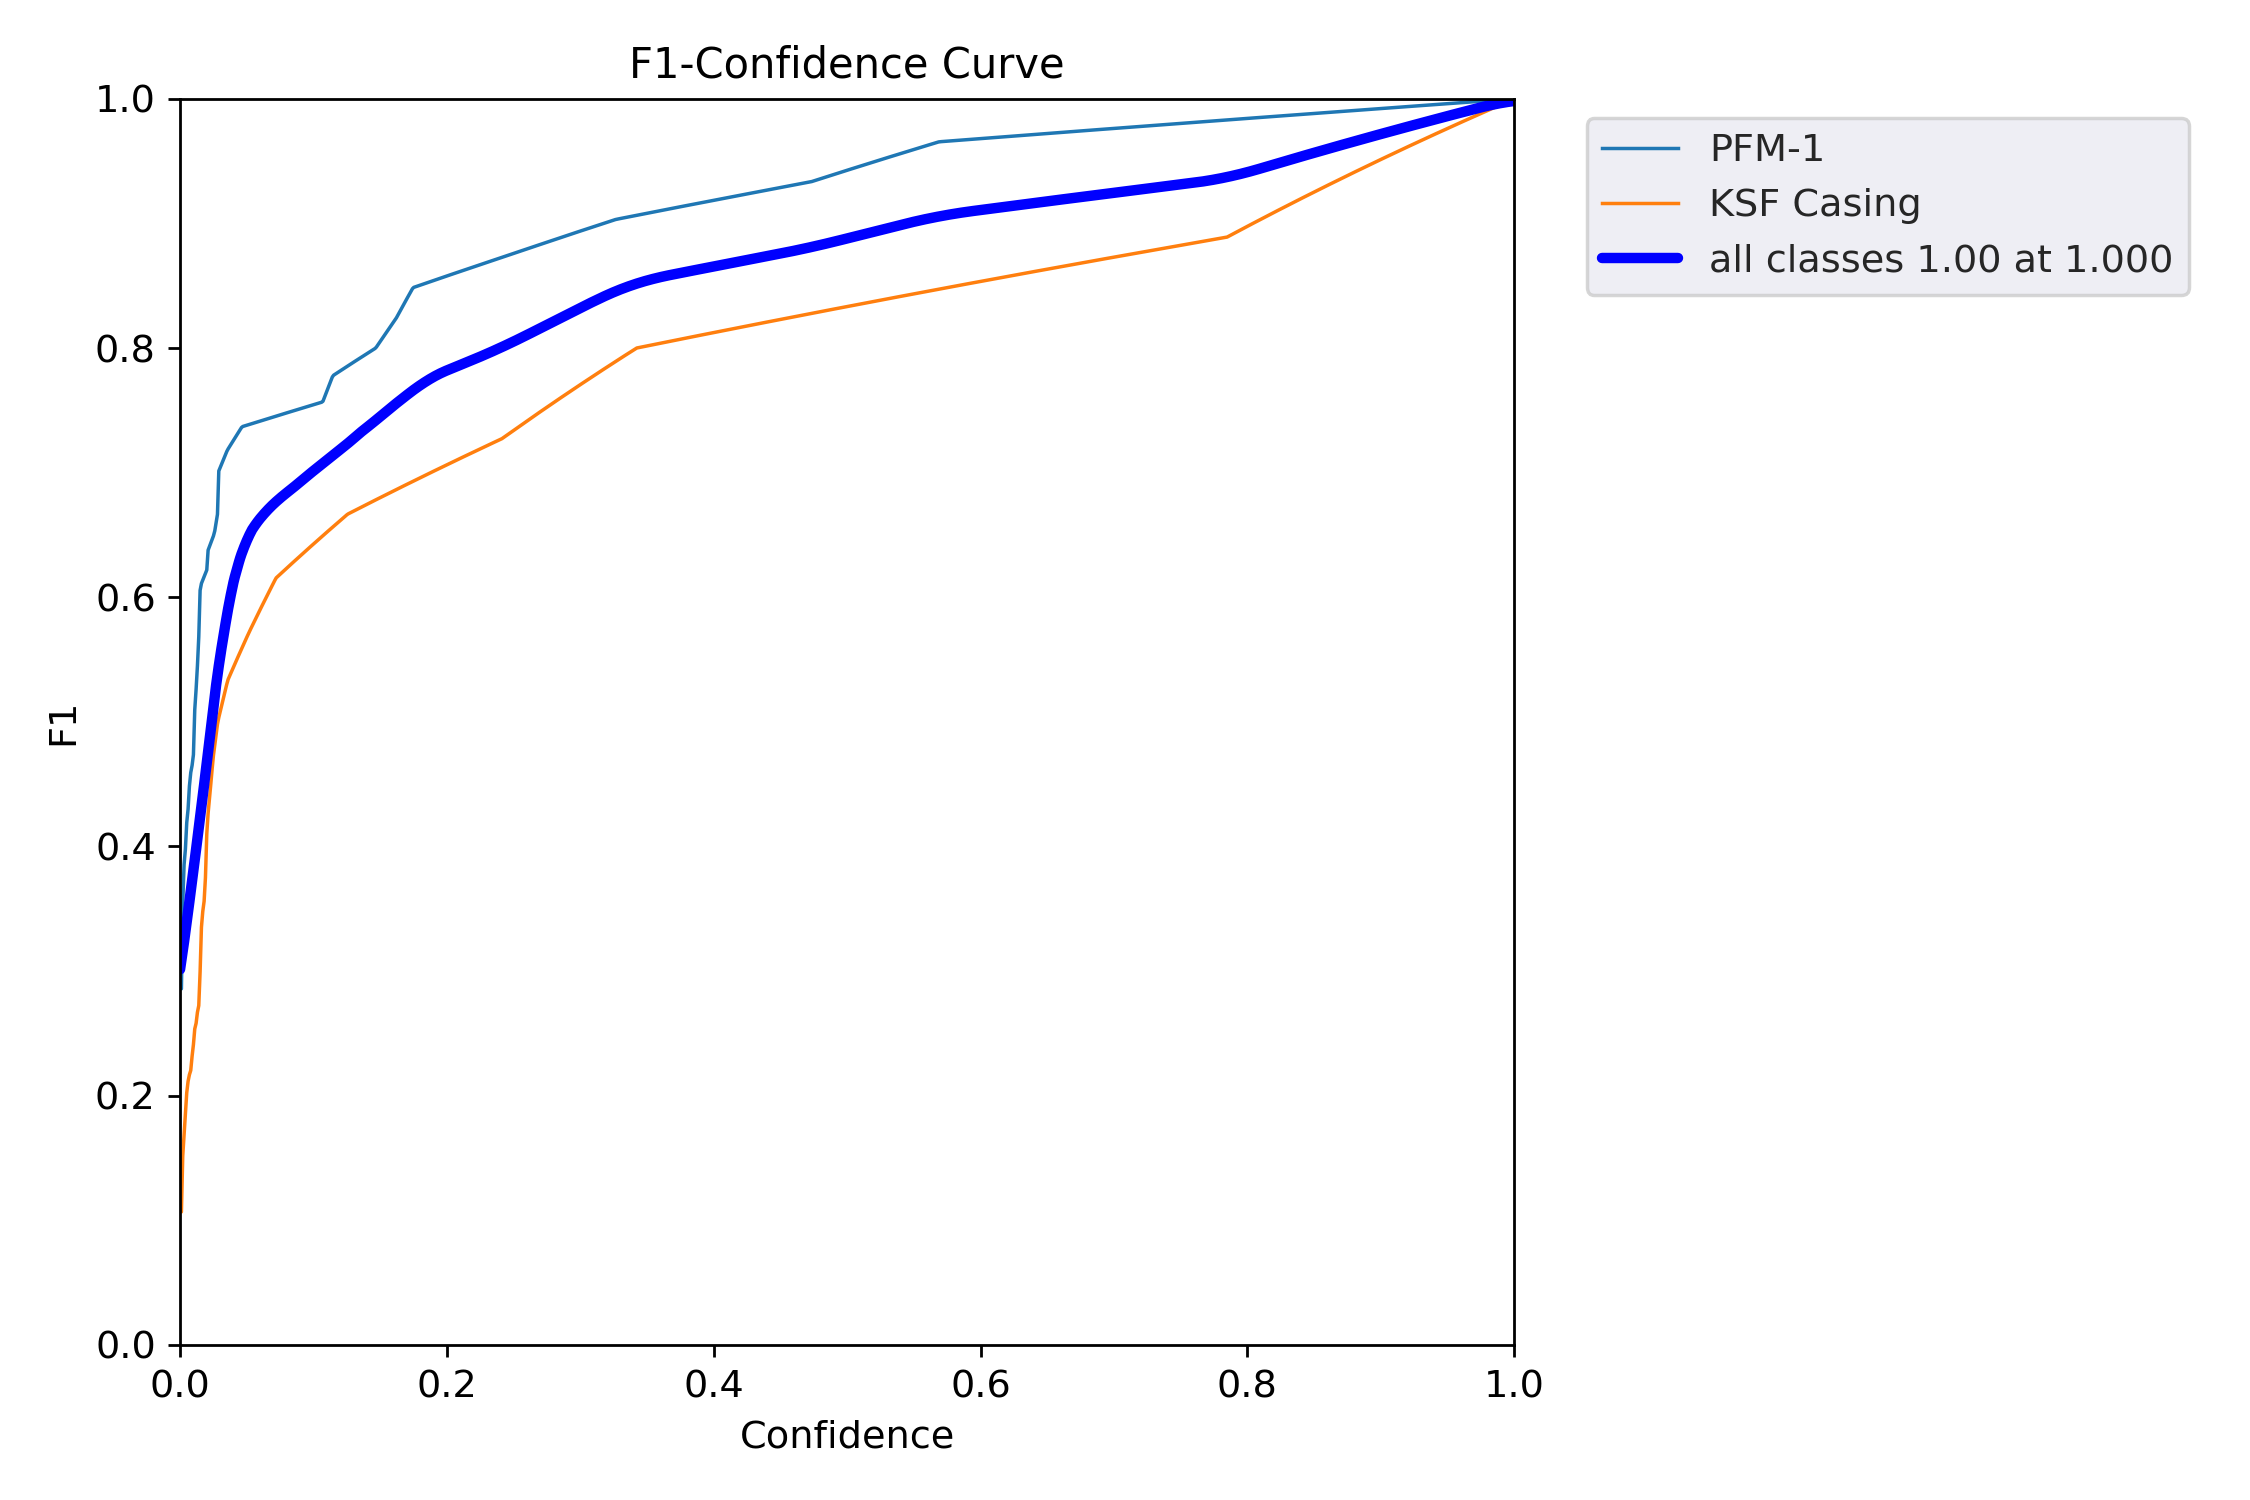 F1-Confidence Curve
1.0
0.8
0.6
0.4
0.2
0.0
F1
0.0 0.2 0.4 0.6 0.8 1.0
Confidence
PFM-1
KSF Casing
all classes 1.00 at 1.000